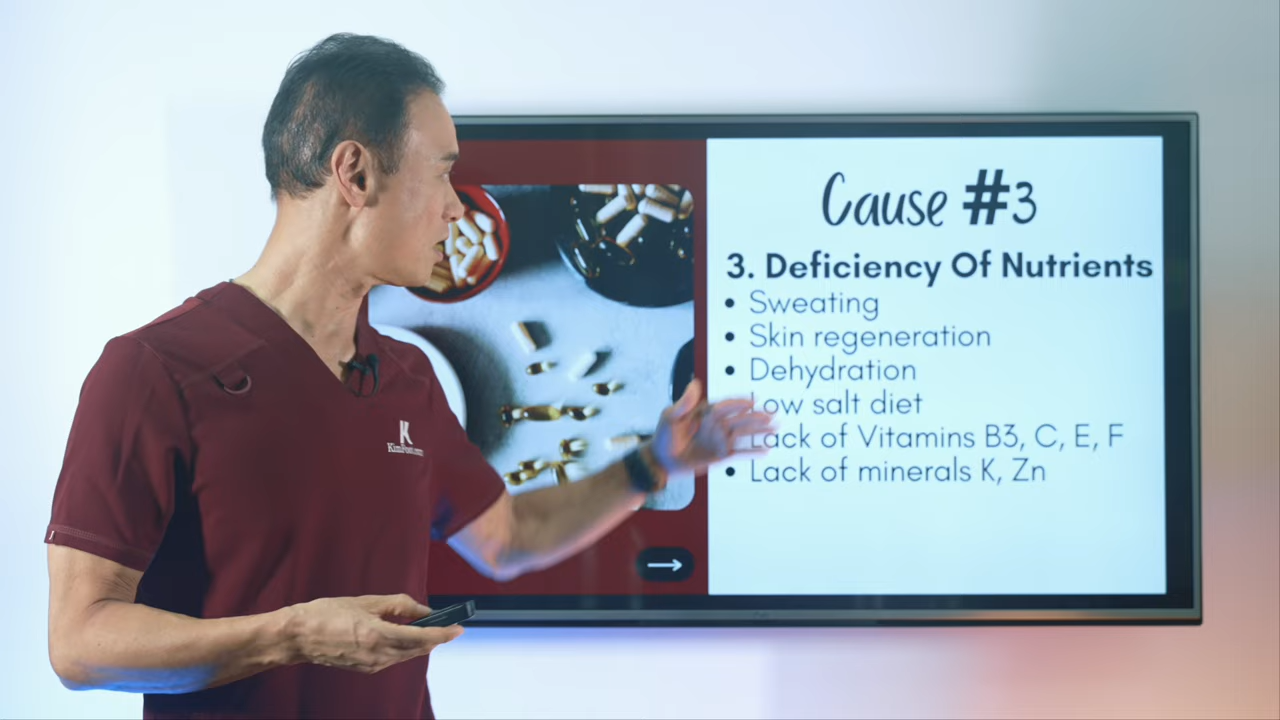 Cause #3
3. Deficiency Of Nutrients
• Sweating
• Skin regeneration
• Dehydration
Low salt diet
Lack of Vitamins B3, C, E, F
• Lack of minerals K, Zn
K